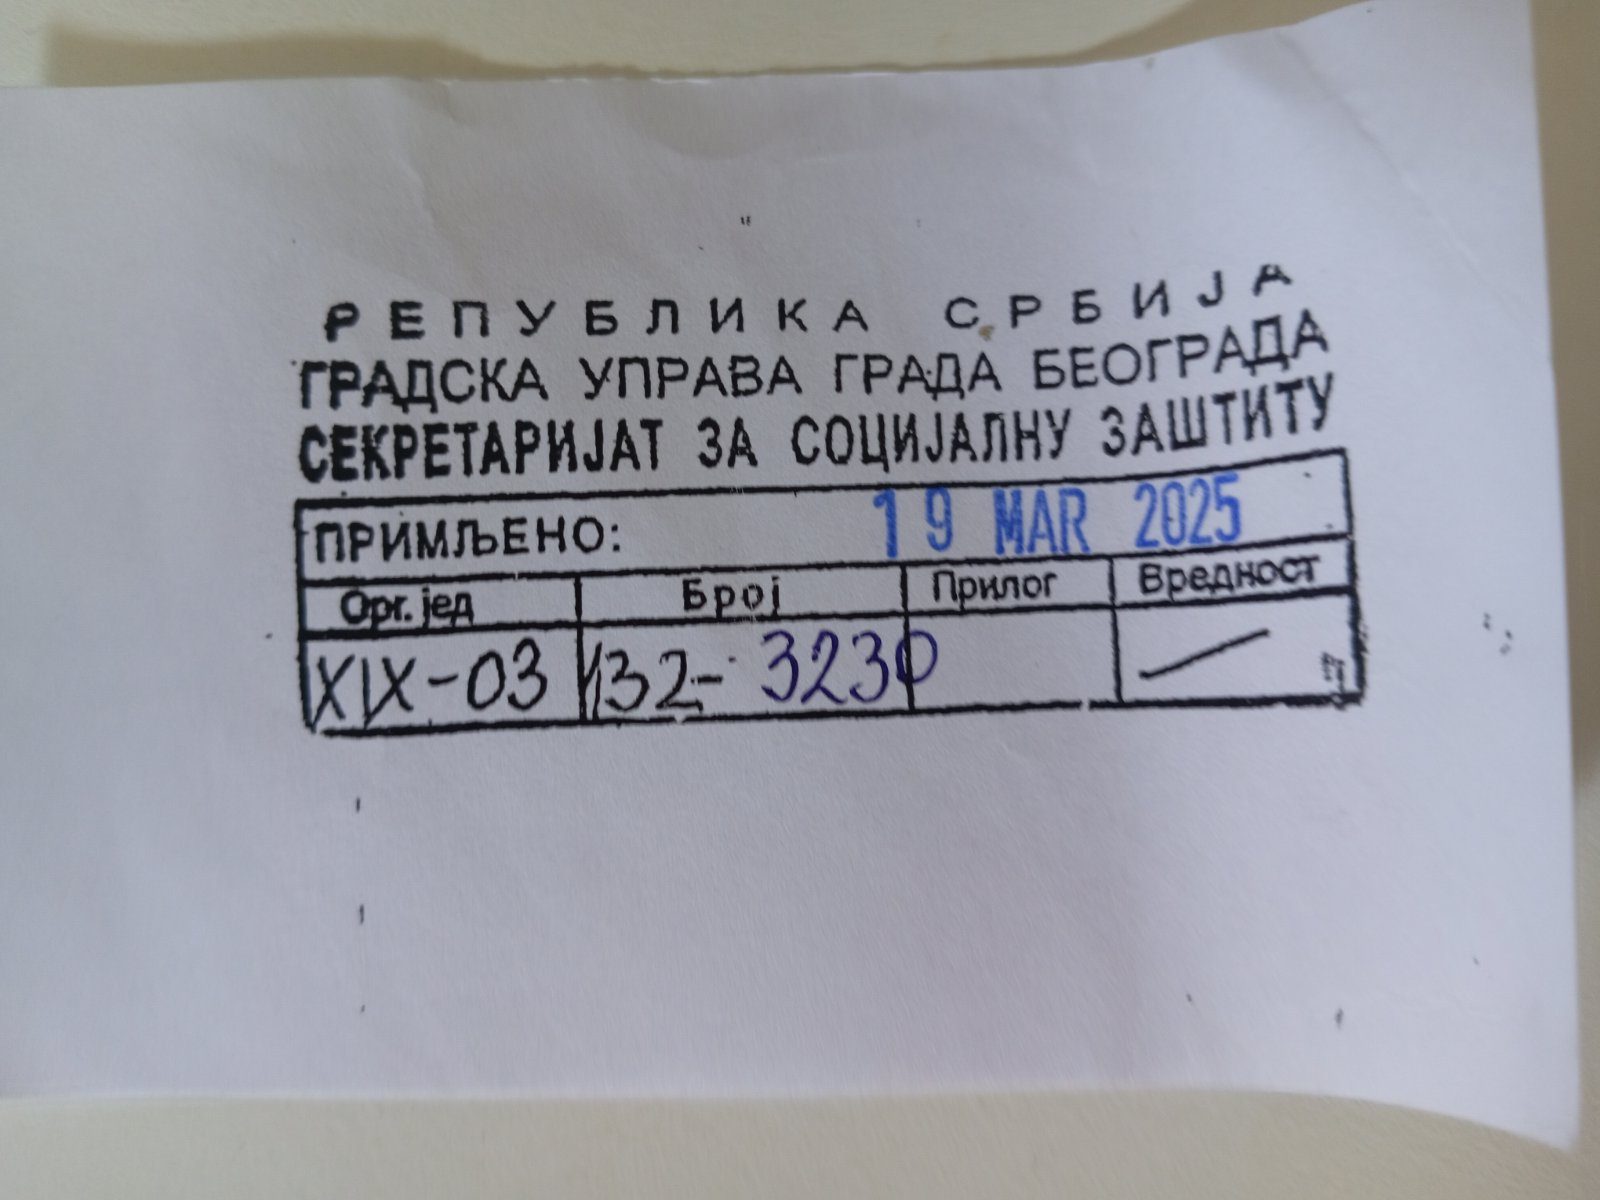 РЕПУБЛИКА СРБИЈА
ГРАДСКА УПРАВА ГРАДА БЕОГРАДА
СЕКРЕТАРИЈАТ ЗА СОЦИЈАЛНУ ЗАШТИТУ
ПРИМЉЕНО: 19 MAR 2025
Орг. јед Број Прилог Вредност
XIX-03 132- 3230